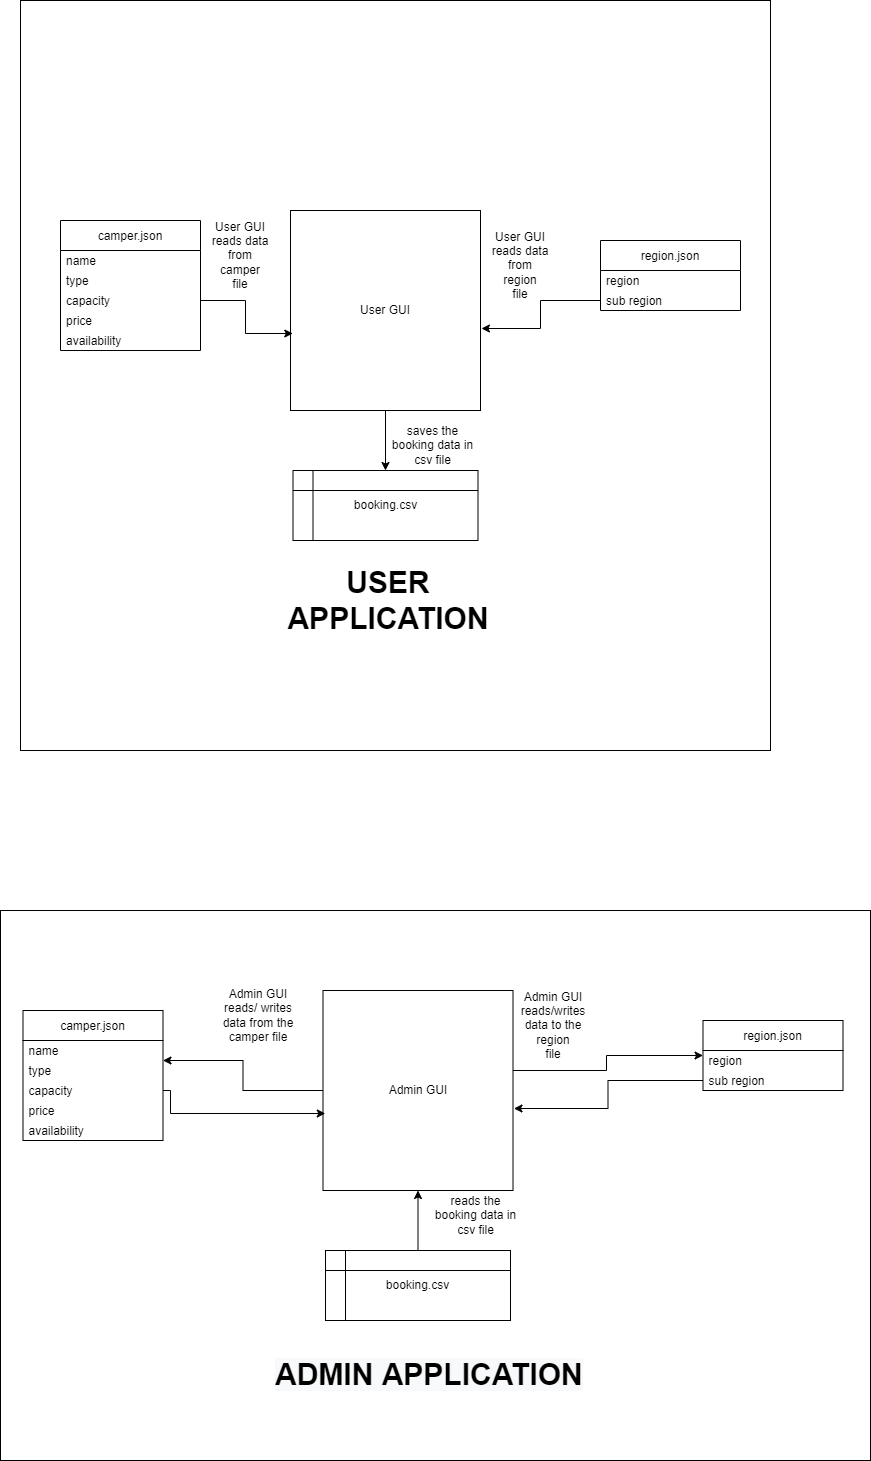 camper.json
name
type
capacity
price
availability
User GUI
reads data
from
camper
file
User GUI
User GUI
reads data
from
region
file
region.json
region
sub region
saves the
booking data in
csv file
booking.csv
USER
APPLICATION
camper.json
name
type
capacity
price
availability
Admin GUI
reads/ writes
data from the
camper file
Admin GUI
Admin GUI
reads/writes
data to the
region
file
region.json
region
sub region
reads the
booking data in
csv file
booking.csv
ADMIN APPLICATION